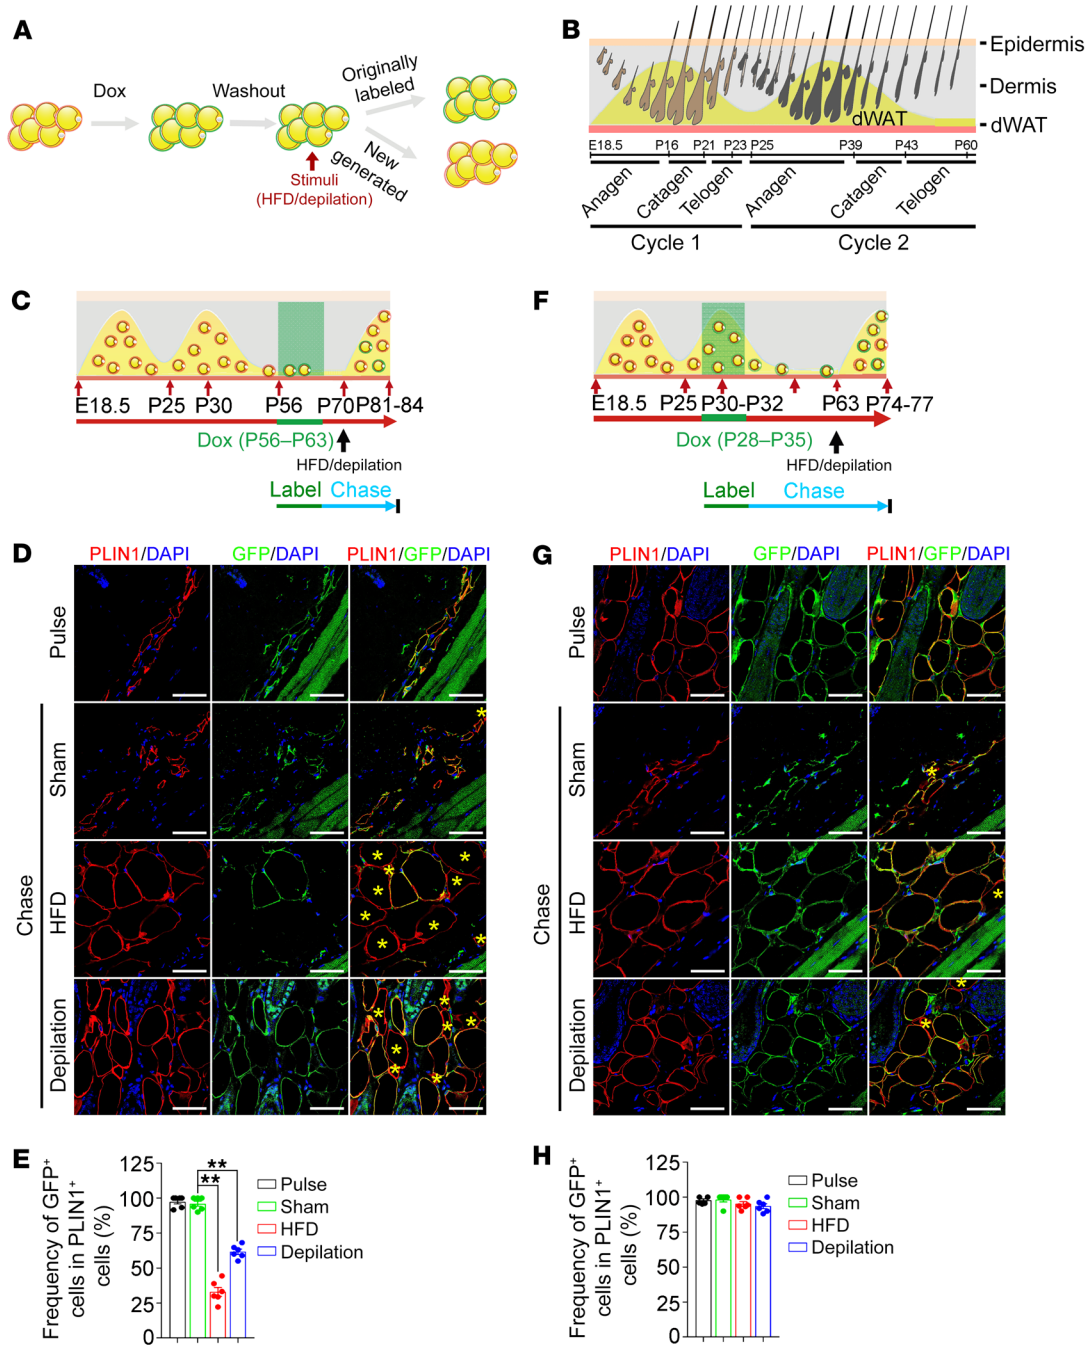 A
Dox
Washout
Originally
labeled
New
generated
Stimuli
(HFD/depilation)
B
Epidermis
Dermis
dWAT
dWAT
E18.5 P16 P21 P23 P25 P39 P43 P60
Anagen Catagen Telogen Anagen Catagen Telogen
Cycle 1 Cycle 2
C
E18.5 P25 P30 P56 P70 P81-84
Dox (P56–P63)
HFD/depilation
Label Chase
F
E18.5 P25 P30-P32 P63 P74-77
Dox (P28–P35)
HFD/depilation
Label Chase
D
PLIN1/DAPI GFP/DAPI PLIN1/GFP/DAPI
Pulse
Chase
Sham
HFD
Depilation
G
PLIN1/DAPI GFP/DAPI PLIN1/GFP/DAPI
Pulse
Chase
Sham
HFD
Depilation
E
Frequency of GFP+
cells in PLIN1+
cells (%)
125
100
75
50
25
0
**
**
Pulse
Sham
HFD
Depilation
H
Frequency of GFP+
cells in PLIN1+
cells (%)
125
100
75
50
25
0
Pulse
Sham
HFD
Depilation